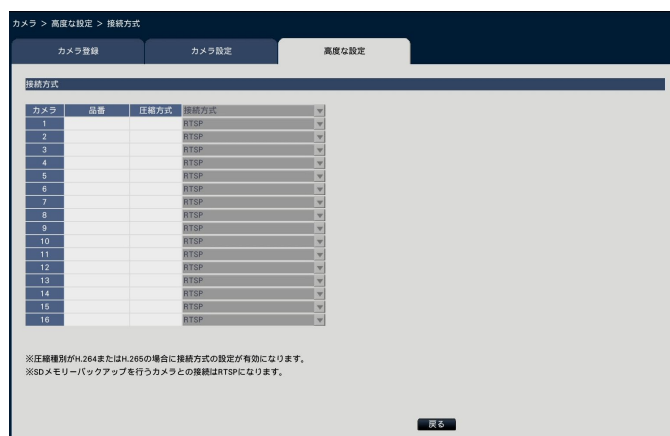 カメラ > 高度な設定 > 接続方式
カメラ登録 カメラ設定 高度な設定
接続方式
カメラ 品番 圧縮方式 接続方式
1 RTSP
2 RTSP
3 RTSP
4 RTSP
5 RTSP
6 RTSP
7 RTSP
8 RTSP
9 RTSP
10 RTSP
11 RTSP
12 RTSP
13 RTSP
14 RTSP
15 RTSP
16 RTSP
※圧縮種別がH.264またはH.265の場合に接続方式の設定が有効になります。
※SDメモリーバックアップを行うカメラとの接続はRTSPになります。
戻る